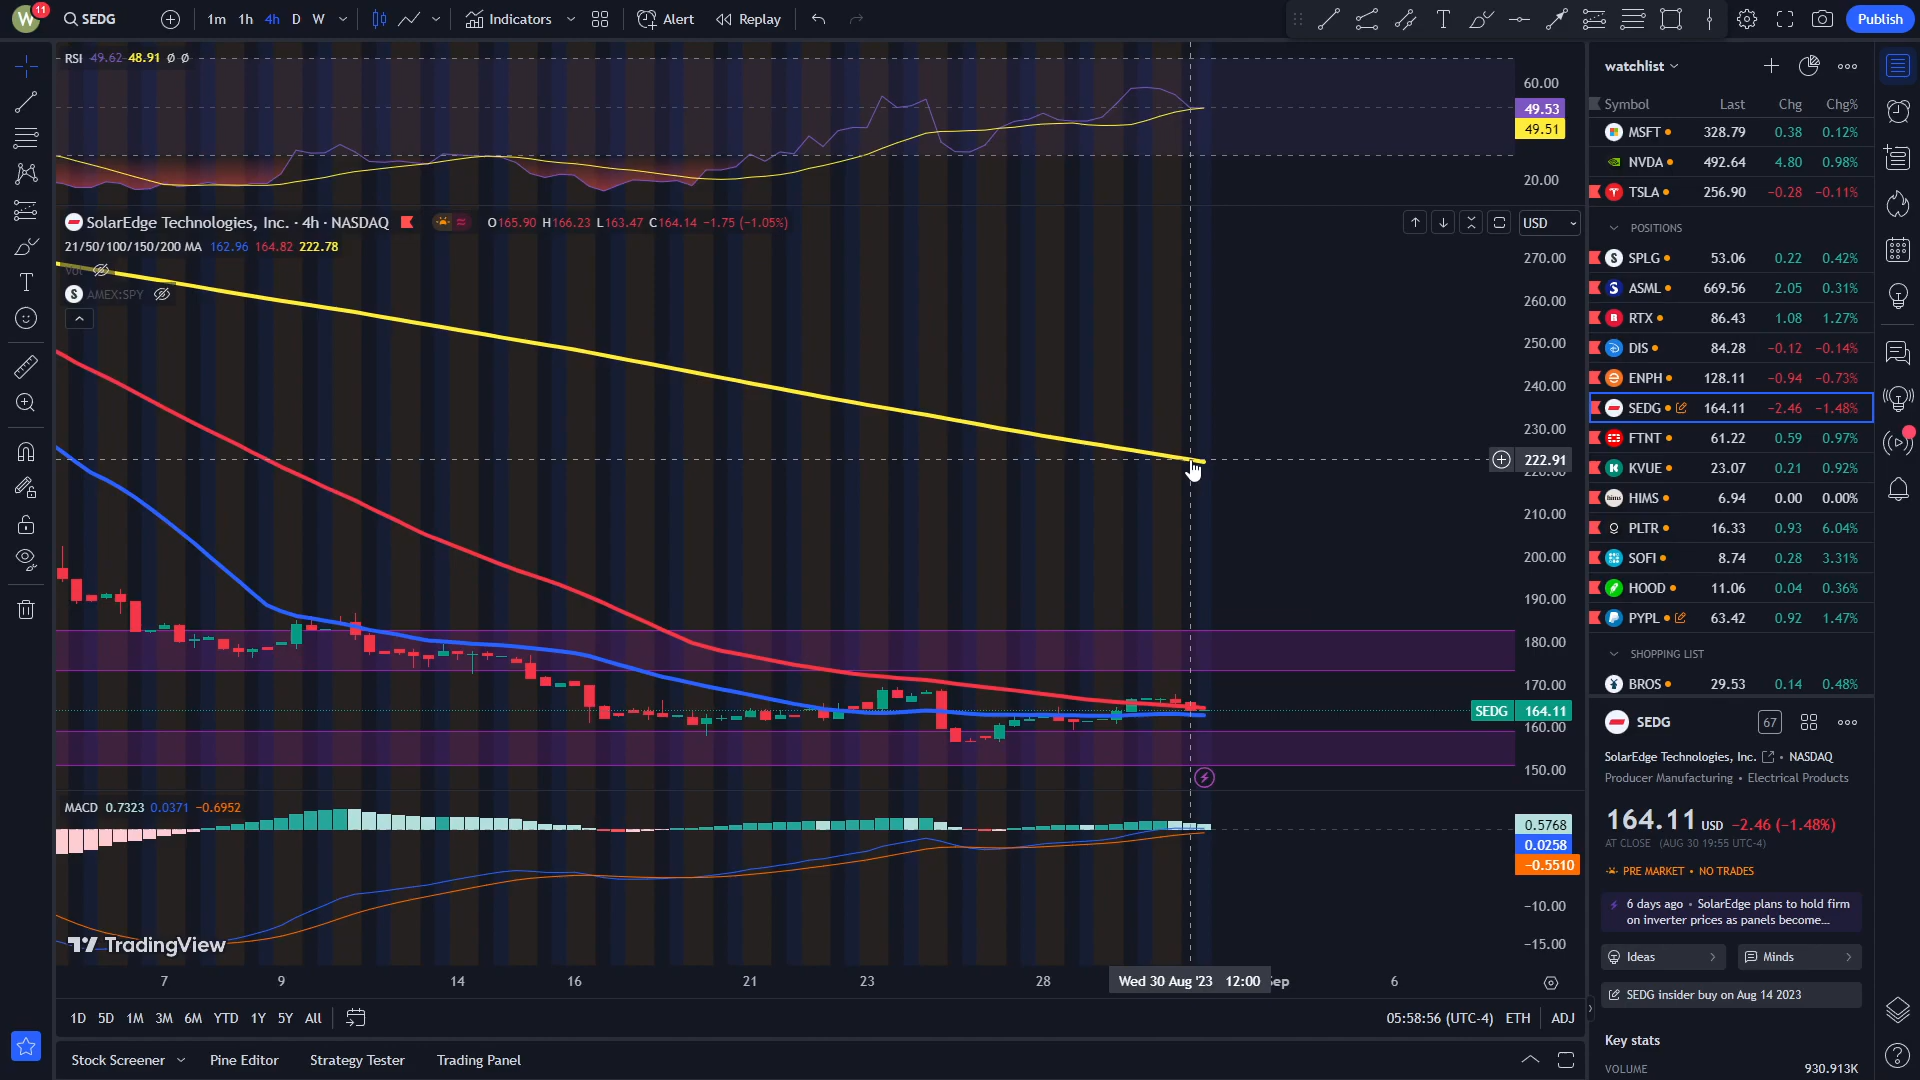 W 11 SEDG 1m 1h 4h D W Indicators Alert Replay Publish
RSI 49.62 48.91 Ø Ø
60.00
49.53
49.51
20.00
SolarEdge Technologies, Inc. · 4h · NASDAQ O165.90 H166.23 L163.47 C164.14 −1.75 (−1.05%) USD
21/50/100/150/200 MA 162.96 164.82 222.78
Vol
AMEX:SPY
270.00
260.00
250.00
240.00
230.00
222.91
220.00
210.00
200.00
190.00
180.00
170.00
SEDG 164.11
160.00
150.00
MACD 0.7323 0.0371 −0.6952
0.5768
0.0258
−0.5510
−10.00
−15.00
TradingView
7 9 14 16 21 23 28 Wed 30 Aug '23 12:00 Sep 6
1D 5D 1M 3M 6M YTD 1Y 5Y All 05:58:56 (UTC-4) ETH ADJ
Stock Screener Pine Editor Strategy Tester Trading Panel
watchlist
Symbol Last Chg Chg%
MSFT 328.79 0.38 0.12%
NVDA 492.64 4.80 0.98%
TSLA 256.90 −0.28 −0.11%
POSITIONS
SPLG 53.06 0.22 0.42%
ASML 669.56 2.05 0.31%
RTX 86.43 1.08 1.27%
DIS 84.28 −0.12 −0.14%
ENPH 128.11 −0.94 −0.73%
SEDG 164.11 −2.46 −1.48%
FTNT 61.22 0.59 0.97%
KVUE 23.07 0.21 0.92%
hims HIMS 6.94 0.00 0.00%
PLTR 16.33 0.93 6.04%
SOFI 8.74 0.28 3.31%
HOOD 11.06 0.04 0.36%
PYPL 63.42 0.92 1.47%
SHOPPING LIST
BROS 29.53 0.14 0.48%
SEDG 67
SolarEdge Technologies, Inc. • NASDAQ
Producer Manufacturing • Electrical Products
164.11 USD −2.46 (−1.48%)
AT CLOSE (AUG 30 19:55 UTC-4)
PRE MARKET • NO TRADES
6 days ago • SolarEdge plans to hold firm
on inverter prices as panels become...
Ideas Minds
SEDG insider buy on Aug 14 2023
Key stats
VOLUME 930.913K